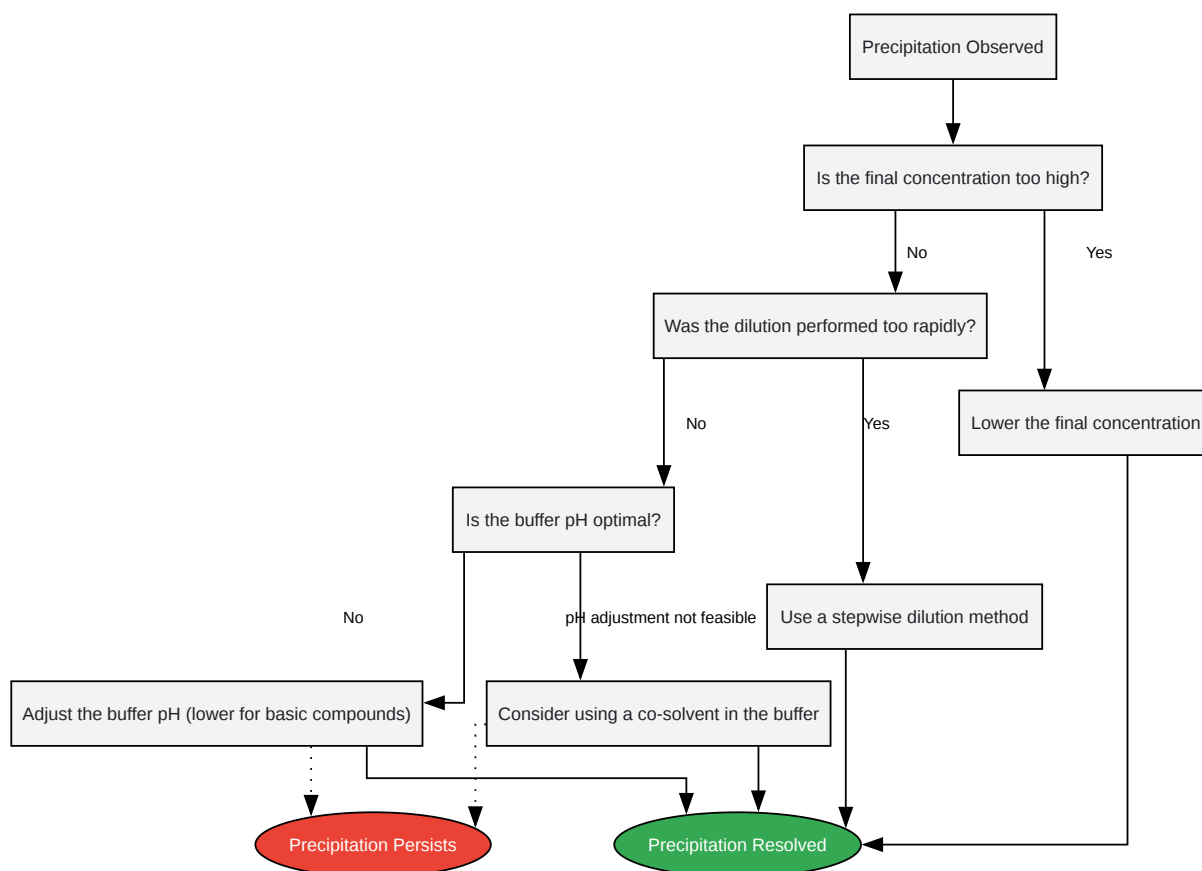 Precipitation Observed
Is the final concentration too high?
No
Yes
Was the dilution performed too rapidly?
Lower the final concentration
No
Yes
Is the buffer pH optimal?
Use a stepwise dilution method
No
pH adjustment not feasible
Adjust the buffer pH (lower for basic compounds)
Consider using a co-solvent in the buffer
Precipitation Persists
Precipitation Resolved